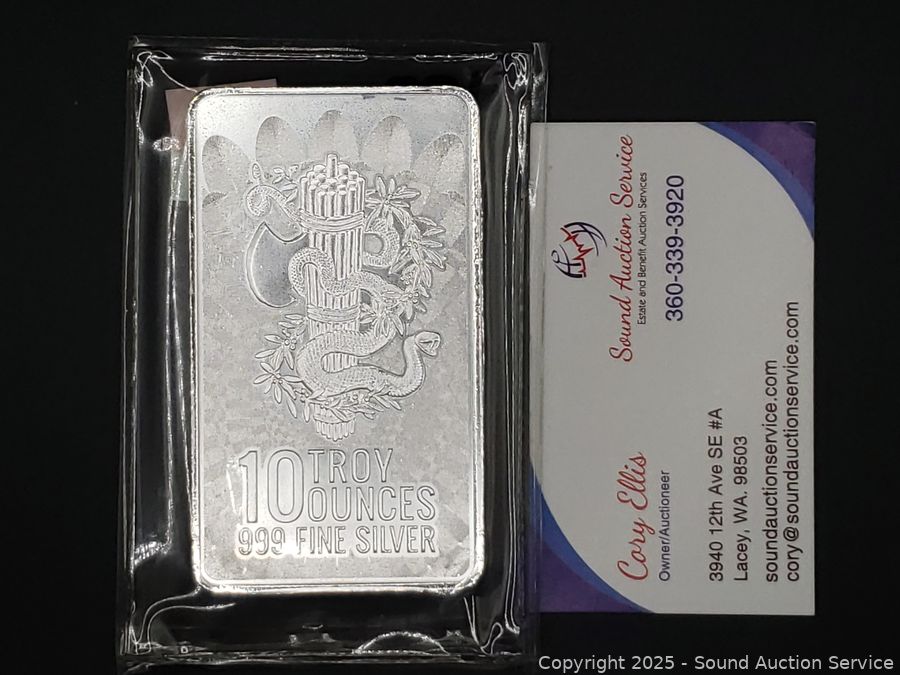 10 TROY
OUNCES
999 FINE SILVER
Sound Auction Service
Estate and Benefit Auction Services
360-339-3920
Cory Ellis
Owner/Auctioneer
3940 12th Ave SE #A
Lacey, WA. 98503
soundauctionservice.com
cory@soundauctionservice.com
Copyright 2025 - Sound Auction Service